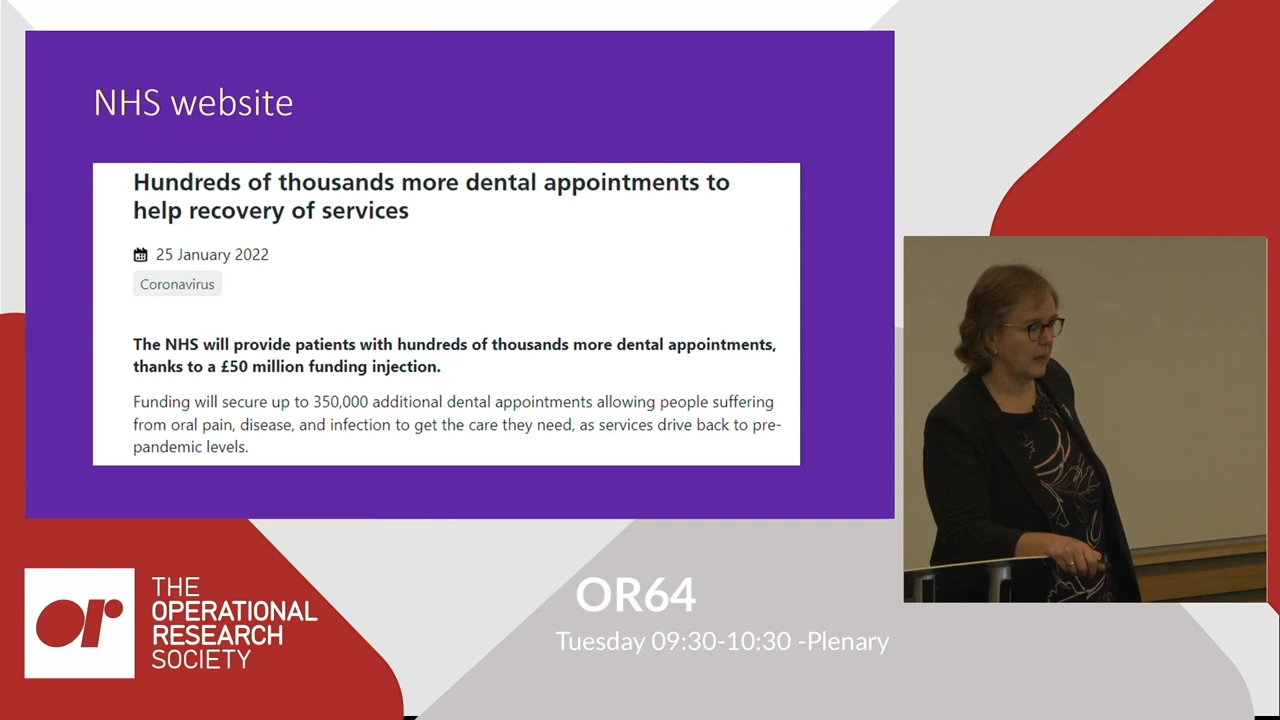 NHS website
Hundreds of thousands more dental appointments to
help recovery of services
25 January 2022
Coronavirus
The NHS will provide patients with hundreds of thousands more dental appointments,
thanks to a £50 million funding injection.
Funding will secure up to 350,000 additional dental appointments allowing people suffering
from oral pain, disease, and infection to get the care they need, as services drive back to pre-
pandemic levels.
or
THE
OPERATIONAL
RESEARCH
SOCIETY
OR64
Tuesday 09:30-10:30 -Plenary